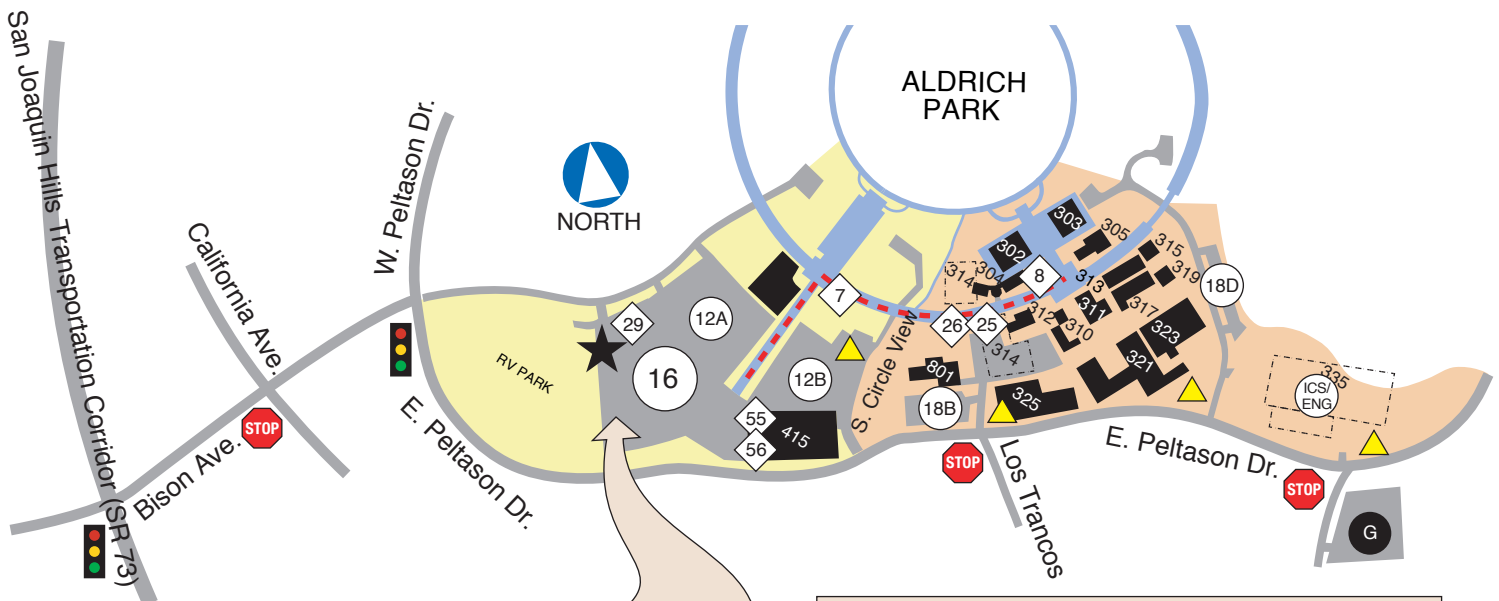 San Joaquin Hills Transportation Corridor (SR 73)
California Ave.
Bison Ave.
STOP
W. Peltason Dr.
E. Peltason Dr.
NORTH
RV PARK
ALDRICH
PARK
29
12A
16
7
12B
55
56
415
S. Circle View
26
25
8
302
303
304
305
314
313
315
319
18D
311
317
312
310
323
314
321
801
325
18B
335
ICS/
ENG
STOP
Los Trancos
E. Peltason Dr.
STOP
G